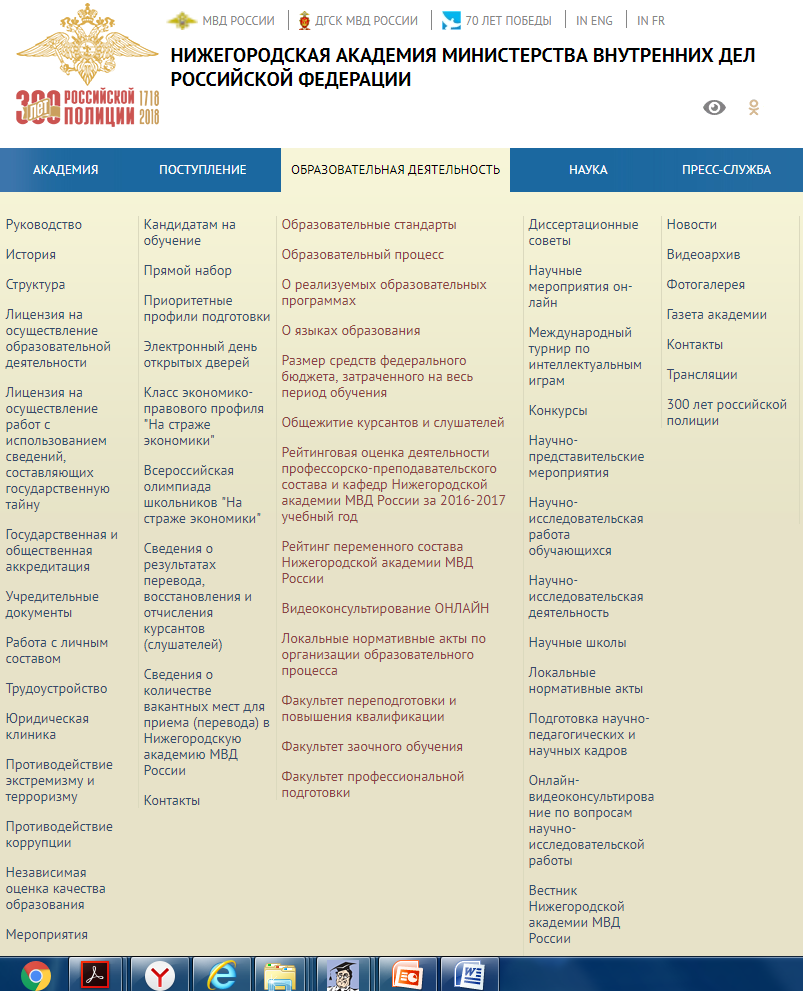 МВД РОССИИ
ДГСК МВД РОССИИ
70 ЛЕТ ПОБЕДЫ
IN ENG
IN FR
300 ЛЕТ РОССИЙСКОЙ 1718
ПОЛИЦИИ 2018
НИЖЕГОРОДСКАЯ АКАДЕМИЯ МИНИСТЕРСТВА ВНУТРЕННИХ ДЕЛ
РОССИЙСКОЙ ФЕДЕРАЦИИ
АКАДЕМИЯ
ПОСТУПЛЕНИЕ
ОБРАЗОВАТЕЛЬНАЯ ДЕЯТЕЛЬНОСТЬ
НАУКА
ПРЕСС-СЛУЖБА
Руководство
История
Структура
Лицензия на
осуществление
образовательной
деятельности
Лицензия на
осуществление
работ с
использованием
сведений,
составляющих
государственную
тайну
Государственная и
общественная
аккредитация
Учредительные
документы
Работа с личным
составом
Трудоустройство
Юридическая
клиника
Противодействие
экстремизму и
терроризму
Противодействие
коррупции
Независимая
оценка качества
образования
Мероприятия
Кандидатам на
обучение
Прямой набор
Приоритетные
профили подготовки
Электронный день
открытых дверей
Класс экономико-
правового профиля
"На страже
экономики"
Всероссийская
олимпиада
школьников "На
страже экономики"
Сведения о
результатах
перевода,
восстановления и
отчисления
курсантов
(слушателей)
Сведения о
количестве
вакантных мест для
приема (перевода) в
Нижегородскую
академию МВД
России
Контакты
Образовательные стандарты
Образовательный процесс
О реализуемых образовательных
программах
О языках образования
Размер средств федерального
бюджета, затраченного на весь
период обучения
Общежитие курсантов и слушателей
Рейтинговая оценка деятельности
профессорско-преподавательского
состава и кафедр Нижегородской
академии МВД России за 2016-2017
учебный год
Рейтинг переменного состава
Нижегородской академии МВД
России
Видеоконсультирование ОНЛАЙН
Локальные нормативные акты по
организации образовательного
процесса
Факультет переподготовки и
повышения квалификации
Факультет заочного обучения
Факультет профессиональной
подготовки
Диссертационные
советы
Научные
мероприятия он-
лайн
Международный
турнир по
интеллектуальным
играм
Конкурсы
Научно-
представительские
мероприятия
Научно-
исследовательская
работа
обучающихся
Научно-
исследовательская
деятельность
Научные школы
Локальные
нормативные акты
Подготовка научно-
педагогических и
научных кадров
Онлайн-
видеоконсультирова
ние по вопросам
научно-
исследовательской
работы
Вестник
Нижегородской
академии МВД
России
Новости
Видеоархив
Фотогалерея
Газета академии
Контакты
Трансляции
300 лет российской
полиции